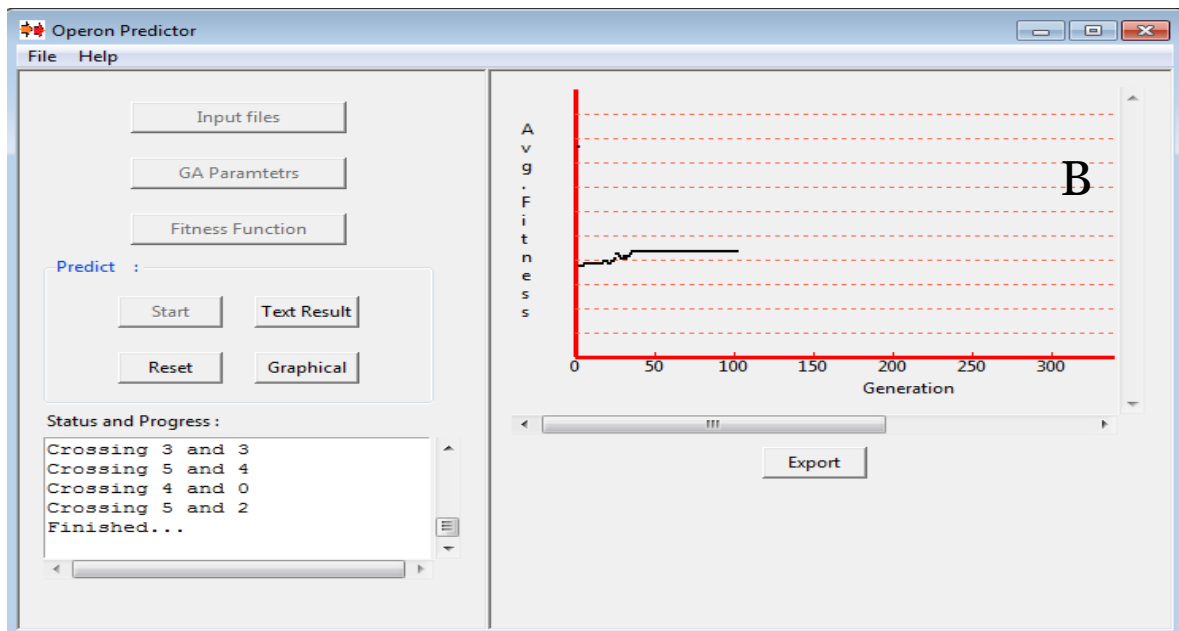 Operon Predictor
File Help
Input files
GA Paramtetrs
Fitness Function
Predict :
Start Text Result
Reset Graphical
Status and Progress :
Crossing 3 and 3
Crossing 5 and 4
Crossing 4 and 0
Crossing 5 and 2
Finished...
Avg.Fitness
B
0 50 100 150 200 250 300
Generation
Export